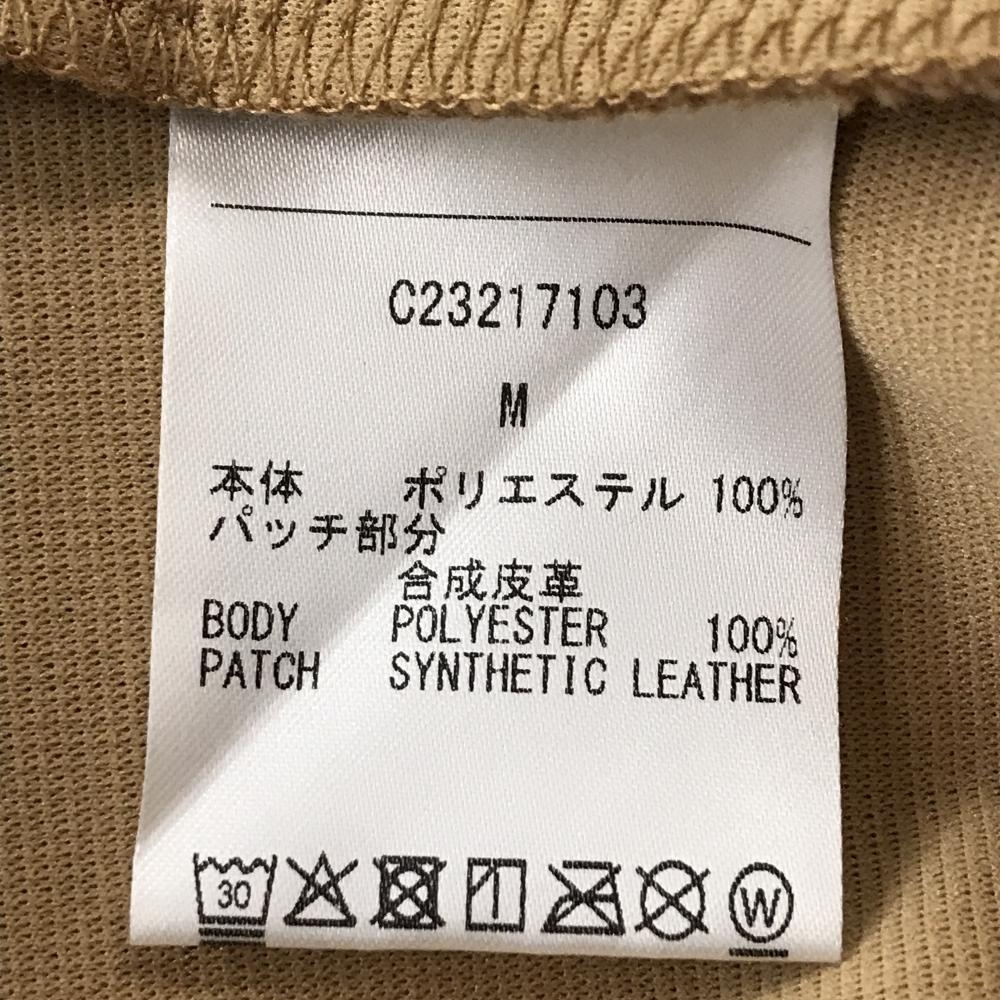 C23217103
M
本体 ポリエステル 100%
パッチ部分
合成皮革
BODY POLYESTER 100%
PATCH SYNTHETIC LEATHER
30 W